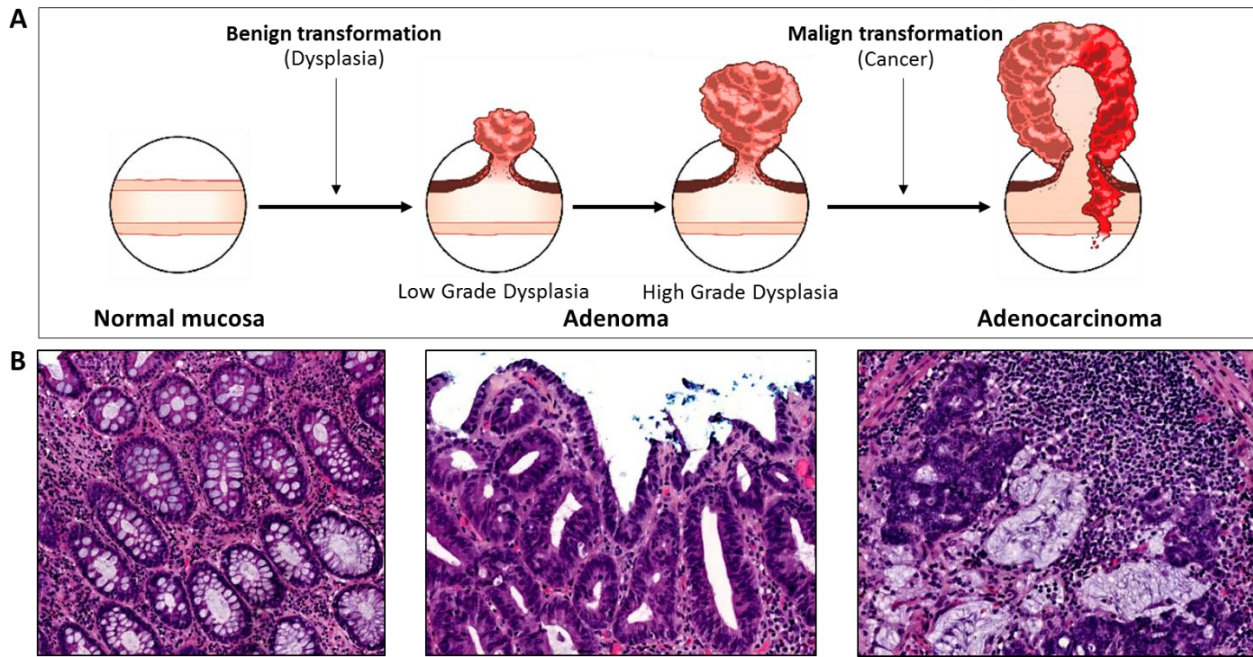 A
Benign transformation
(Dysplasia)
Malign transformation
(Cancer)
Low Grade Dysplasia
High Grade Dysplasia
Normal mucosa
Adenoma
Adenocarcinoma
B